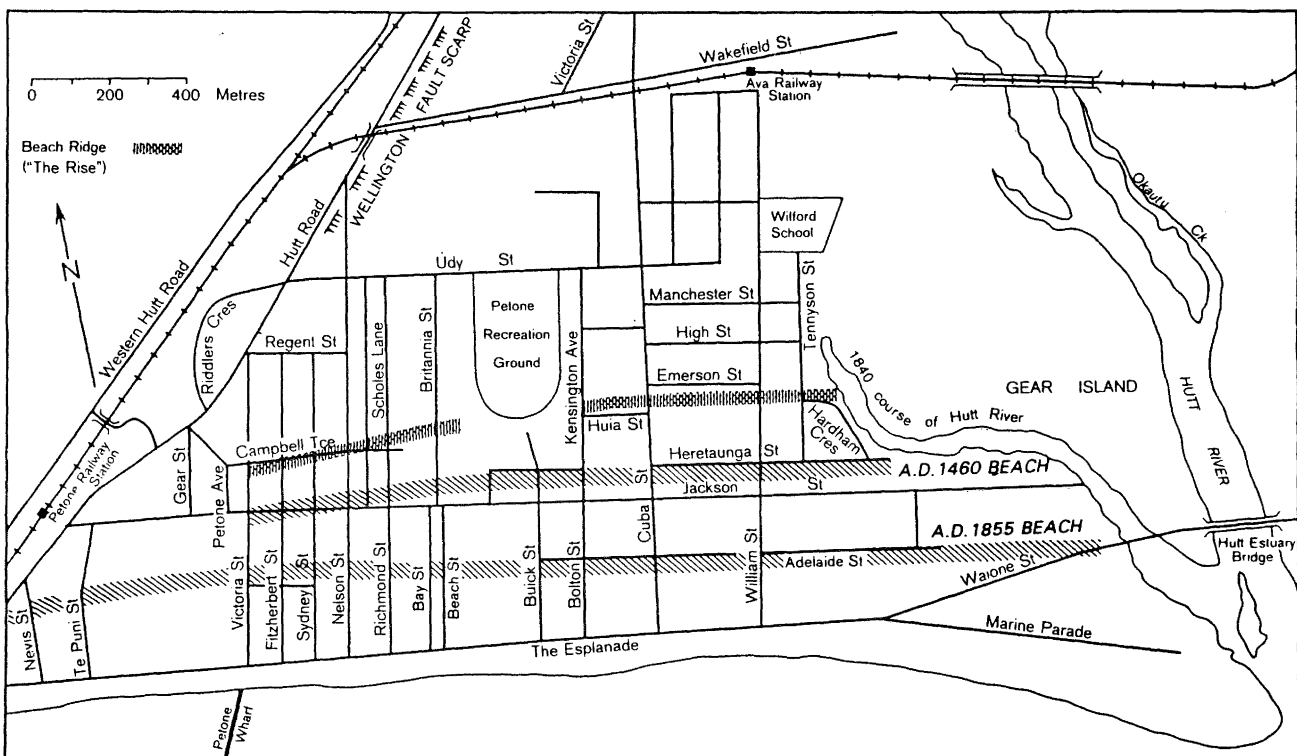 Victoria St
Wakefield St
Ava Railway
Station
0 200 400 Metres
Beach Ridge
("The Rise")
N
WELLINGTON FAULT SCARP
Hutt Road
Western Hutt Road
Okauty Ck
Wilford
School
Udy St
Riddlers Cres
Regent St
Scholes Lane
Britannia St
Petone
Recreation
Ground
Kensington Ave
Manchester St
High St
Tennyson St
Emerson St
1840 course of Hutt River
GEAR ISLAND
HUTT RIVER
Huia St
Hardham
Cres
Campbell Tce
Heretaunga St
A.D. 1460 BEACH
Petone Railway
Station
Gear St
Petone Ave
Jackson St
Cuba St
A.D. 1855 BEACH
Hutt Estuary
Bridge
Adelaide St
Waione St
Nevis St
Te Puni St
Victoria St
Fitzherbert St
Sydney St
Nelson St
Richmond St
Bay St
Beach St
Buick St
Bolton St
William St
The Esplanade
Marine Parade
Petone
Wharf